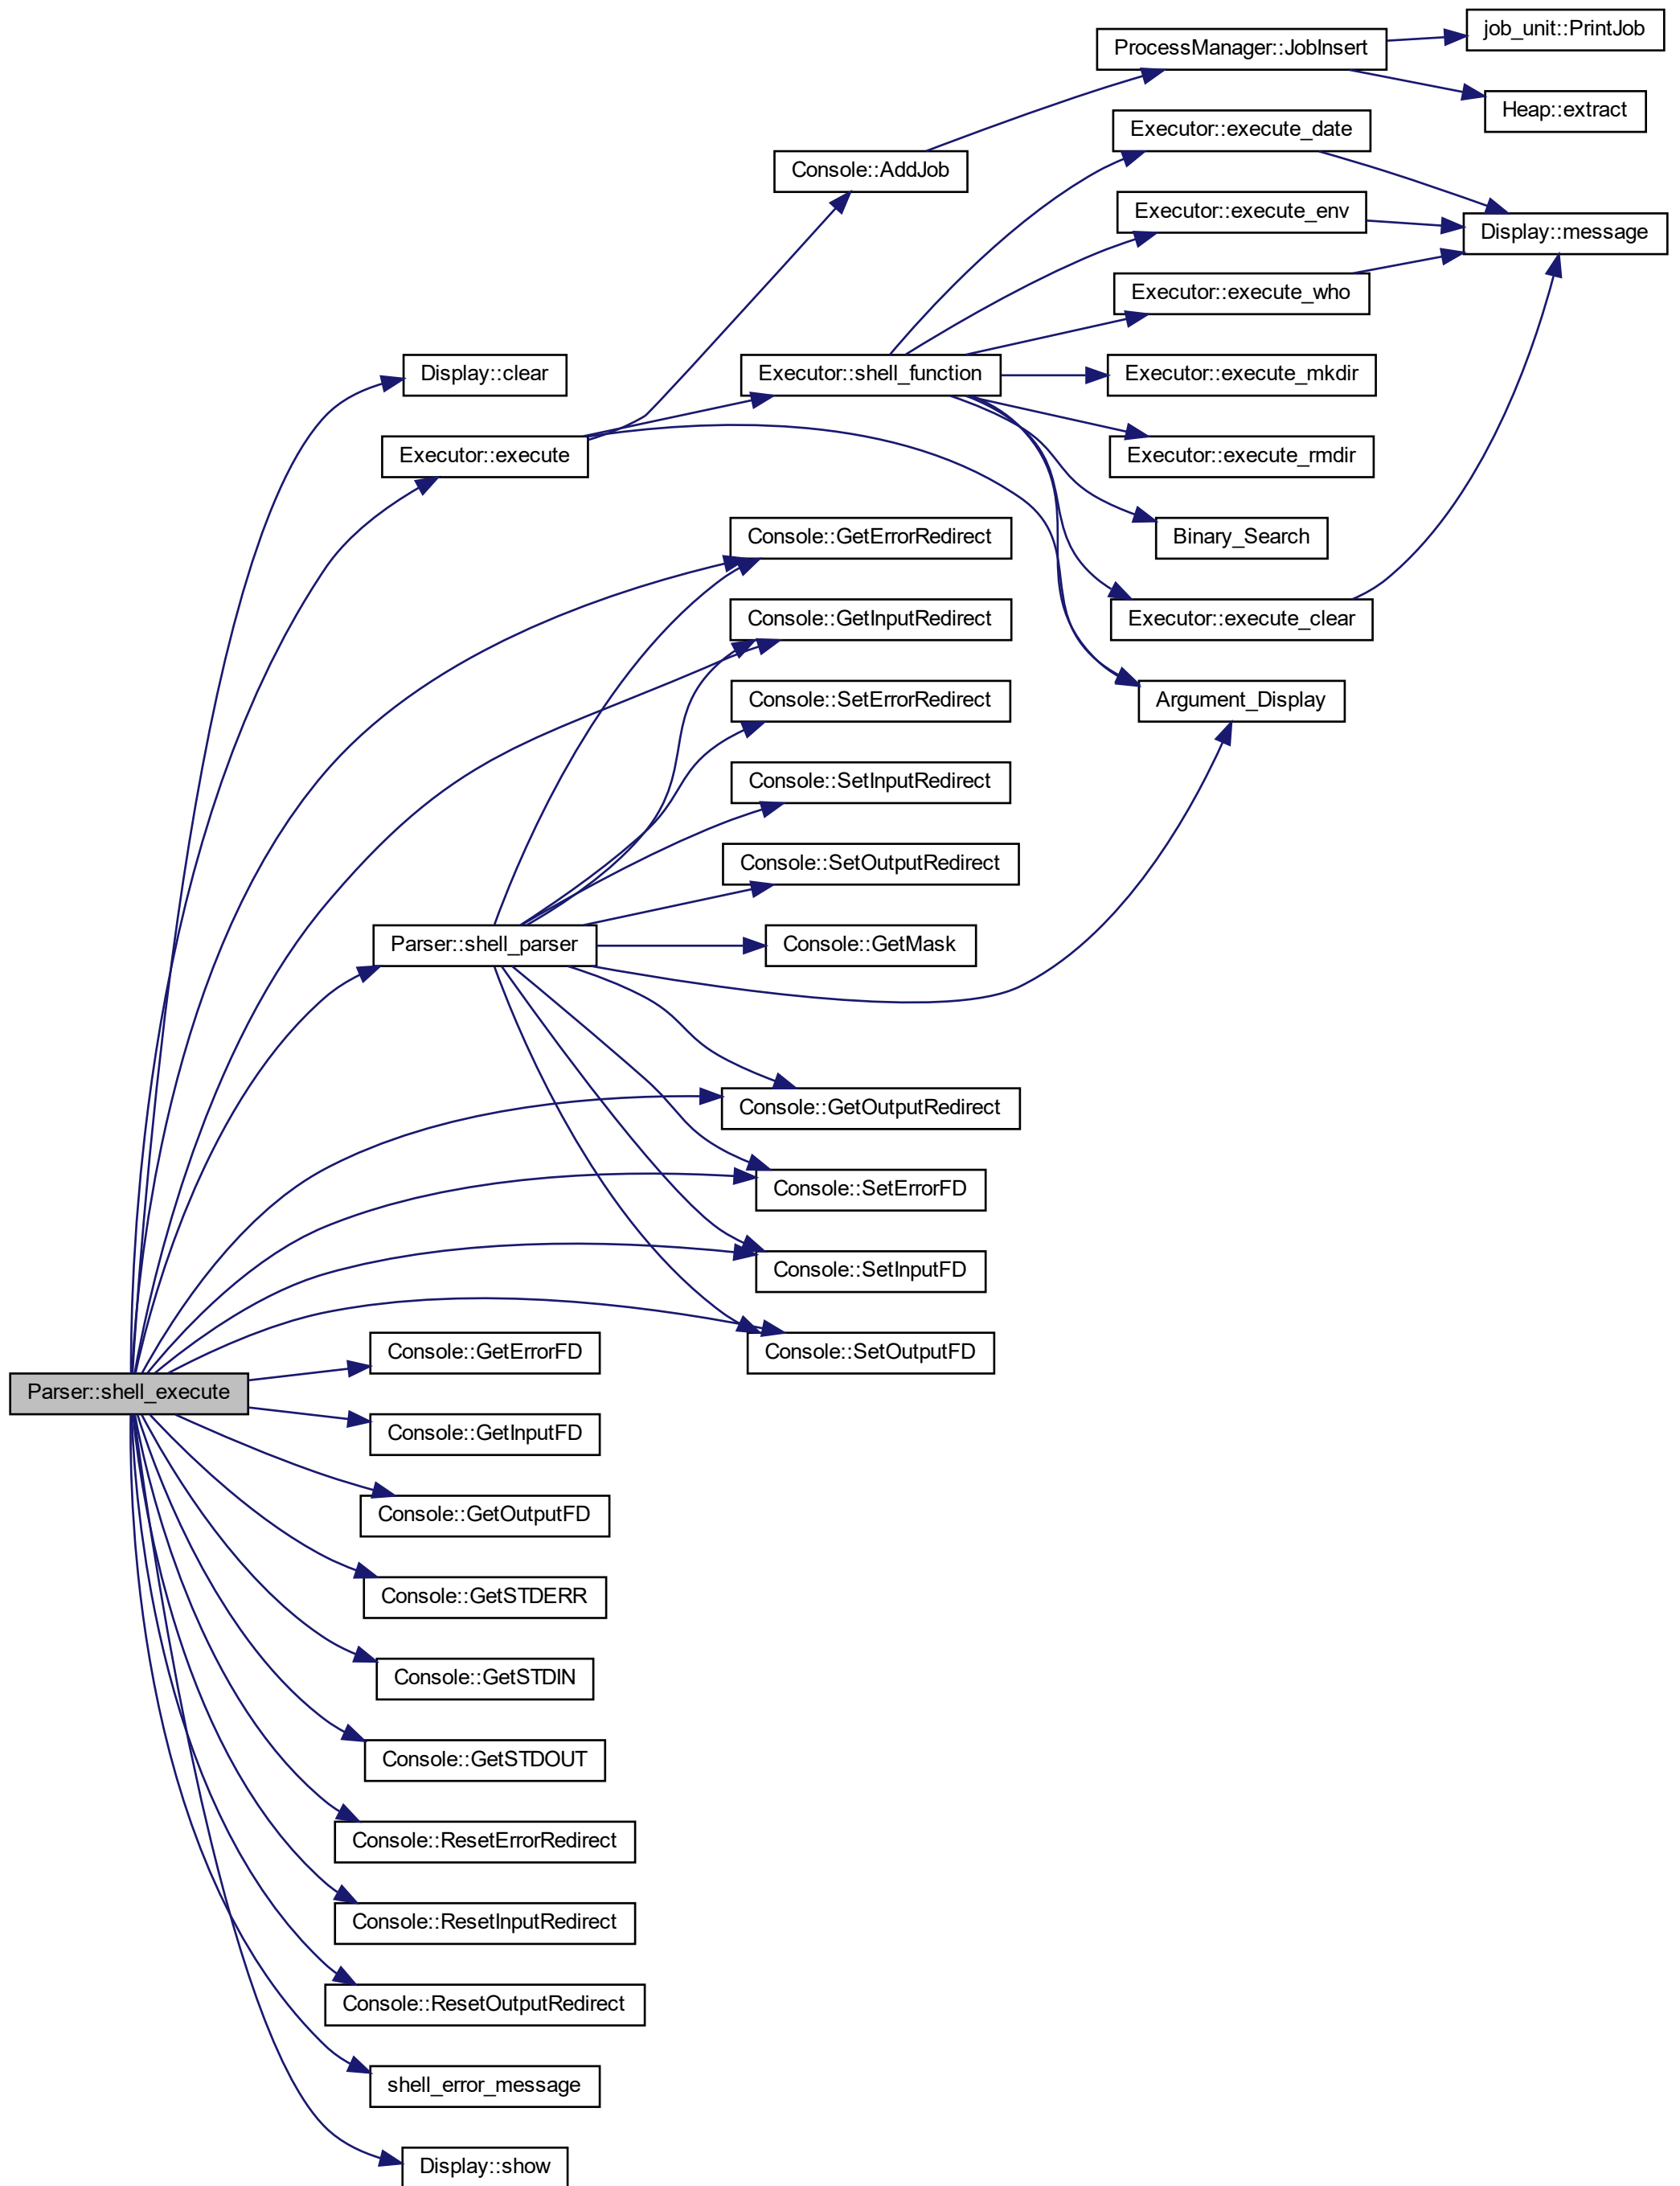 job_unit::PrintJob
ProcessManager::JobInsert
Heap::extract
Executor::execute_date
Console::AddJob
Executor::execute_env
Display::message
Executor::execute_who
Display::clear
Executor::shell_function
Executor::execute_mkdir
Executor::execute
Executor::execute_rmdir
Console::GetErrorRedirect
Binary_Search
Console::GetInputRedirect
Executor::execute_clear
Console::SetErrorRedirect
Argument_Display
Console::SetInputRedirect
Console::SetOutputRedirect
Parser::shell_parser
Console::GetMask
Console::GetOutputRedirect
Console::SetErrorFD
Console::SetInputFD
Console::GetErrorFD
Console::SetOutputFD
Parser::shell_execute
Console::GetInputFD
Console::GetOutputFD
Console::GetSTDERR
Console::GetSTDIN
Console::GetSTDOUT
Console::ResetErrorRedirect
Console::ResetInputRedirect
Console::ResetOutputRedirect
shell_error_message
Display::show